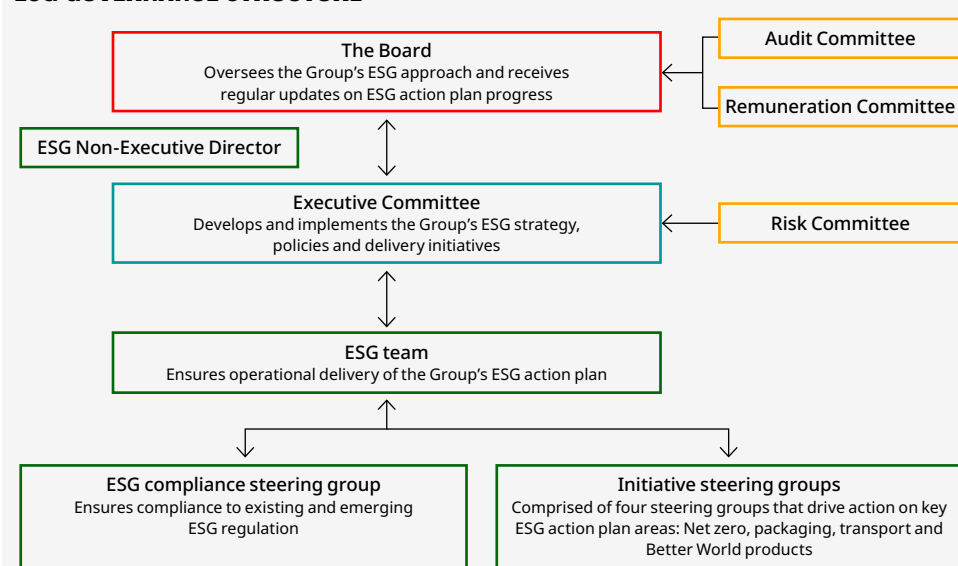 The Board
Oversees the Group's ESG approach and receives
regular updates on ESG action plan progress
Audit Committee
Remuneration Committee
ESG Non-Executive Director
Executive Committee
Develops and implements the Group's ESG strategy,
policies and delivery initiatives
Risk Committee
ESG team
Ensures operational delivery of the Group's ESG action plan
ESG compliance steering group
Ensures compliance to existing and emerging
ESG regulation
Initiative steering groups
Comprised of four steering groups that drive action on key
ESG action plan areas: Net zero, packaging, transport and
Better World products